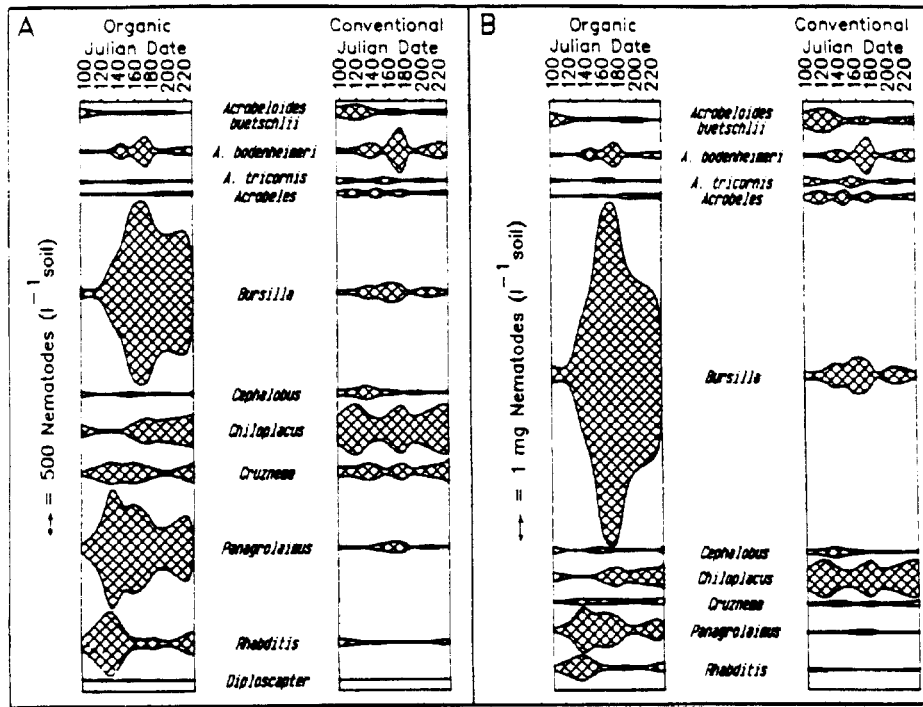 A
Organic
Julian Date
100 120 140 160 180 200 220
Conventional
Julian Date
100 120 140 160 180 200 220
↔ = 500 Nematodes (l⁻¹ soil)
Acrobeloides
buetschlii
A. bodenheimeri
A. tricornis
Acrobeles
Bursilla
Cephalobus
Chiloplacus
Cruznema
Panagrolaimus
Rhabditis
Diploscapter
B
Organic
Julian Date
100 120 140 160 180 200 220
Conventional
Julian Date
100 120 140 160 180 200 220
↔ = 1 mg Nematodes (l⁻¹ soil)
Acrobeloides
buetschlii
A. bodenheimeri
A. tricornis
Acrobeles
Bursilla
Cephalobus
Chiloplacus
Cruznema
Panagrolaimus
Rhabditis